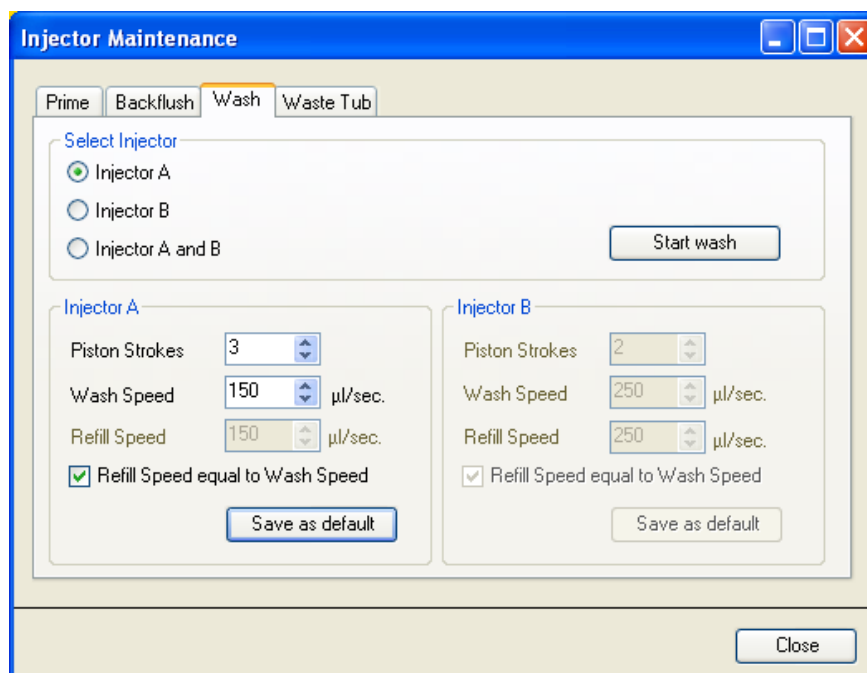 Injector Maintenance
Prime Backflush Wash Waste Tub
Select Injector
Injector A
Injector B
Injector A and B
Start wash
Injector A
Piston Strokes 3
Wash Speed 150 µl/sec.
Refill Speed 150 µl/sec.
Refill Speed equal to Wash Speed
Save as default
Injector B
Piston Strokes 2
Wash Speed 250 µl/sec.
Refill Speed 250 µl/sec.
Refill Speed equal to Wash Speed
Save as default
Close